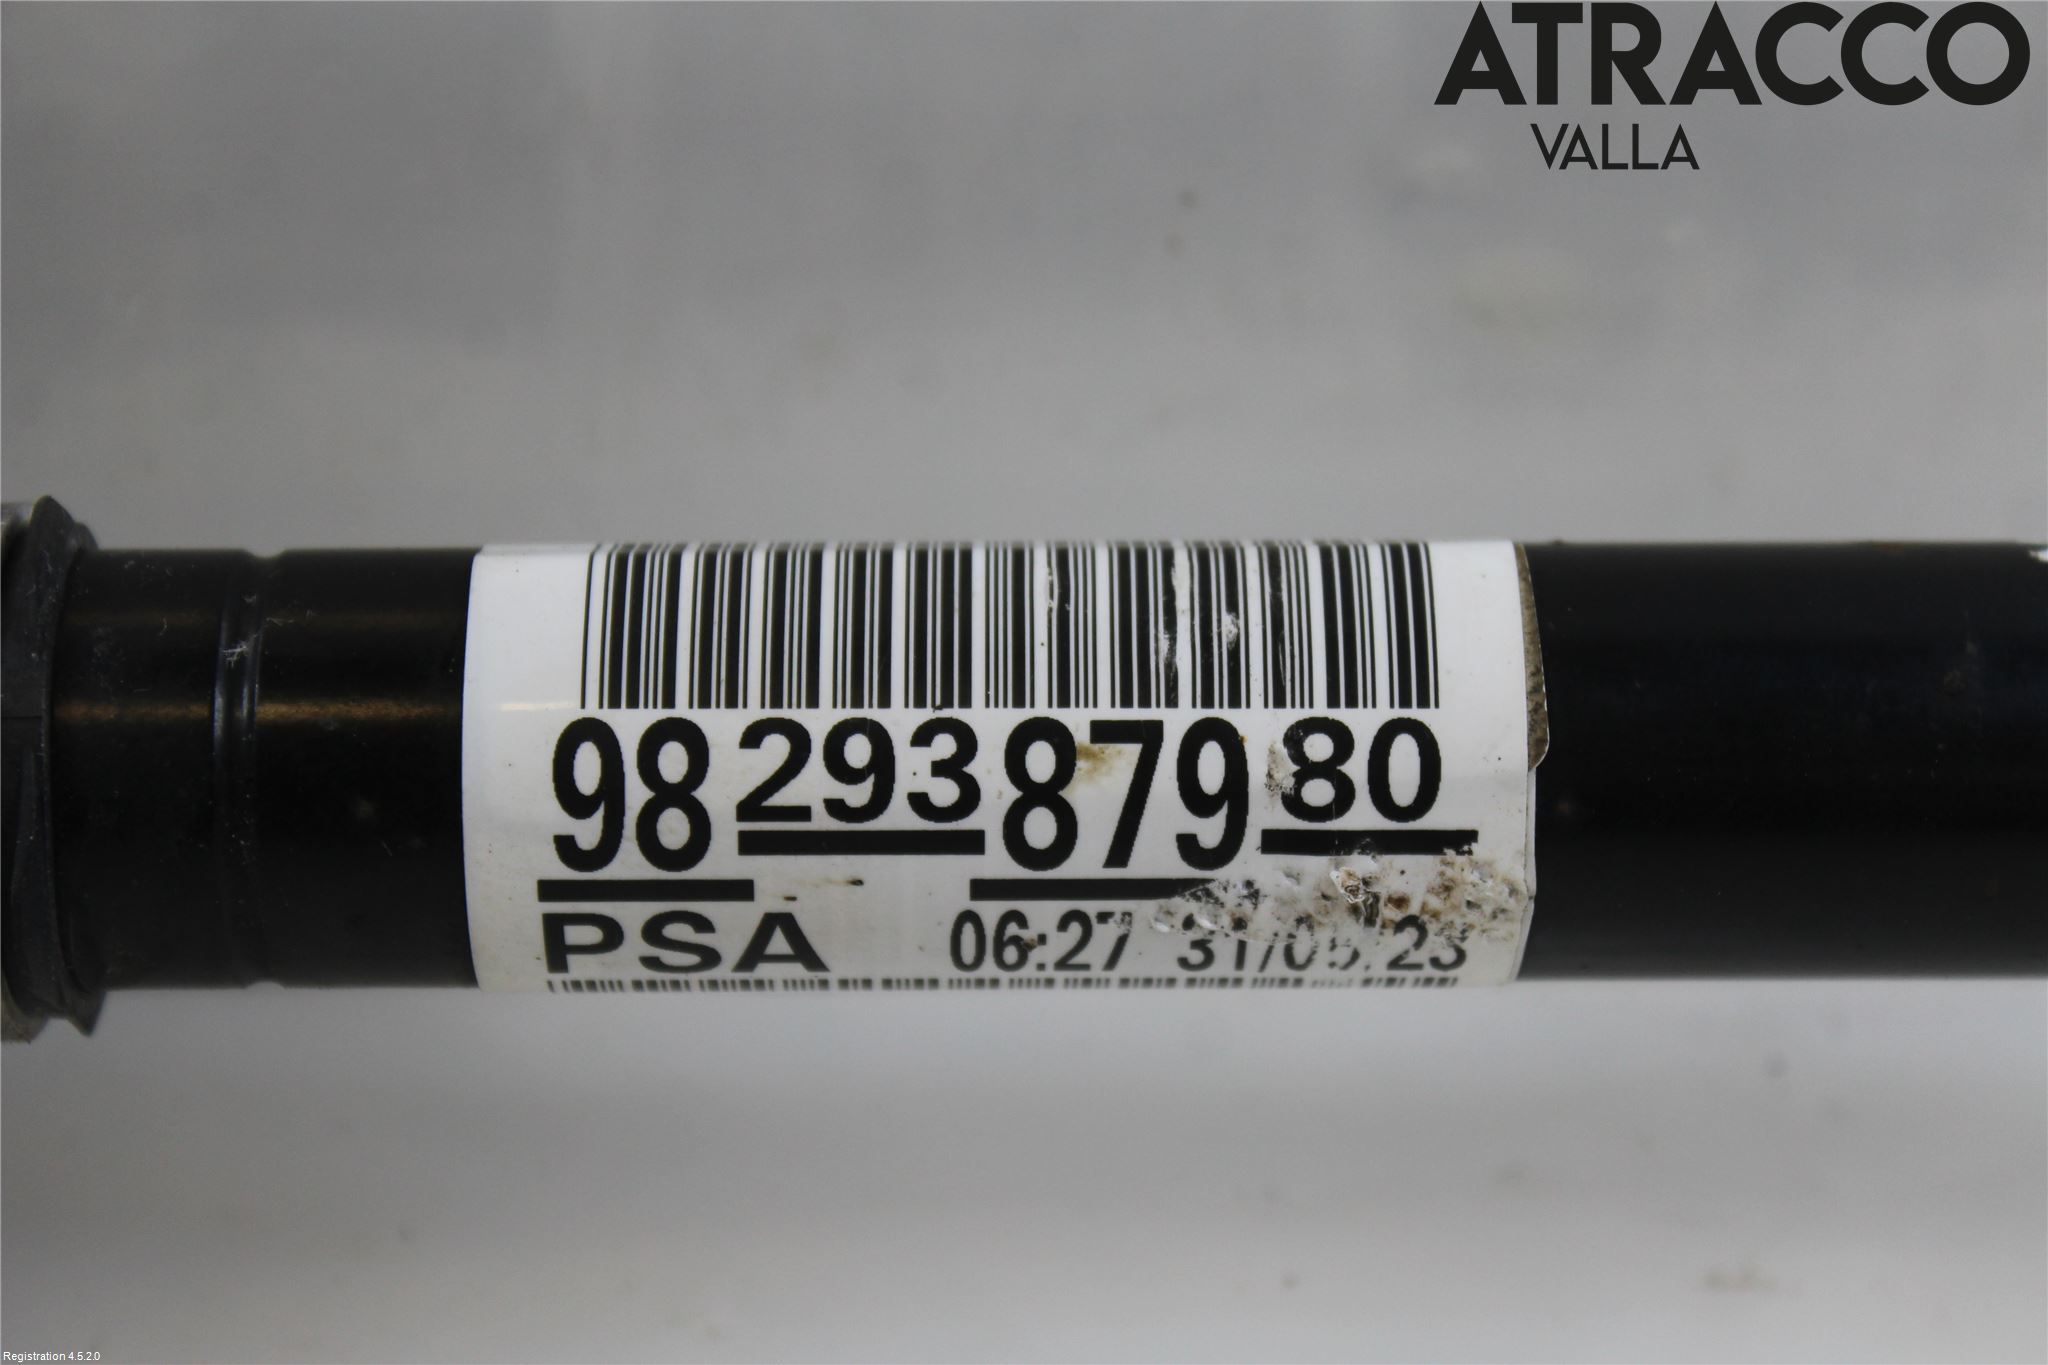 ATRACCO
VALLA
9829387980
PSA 06:27 31/05/23
Registration 4.5.2.0